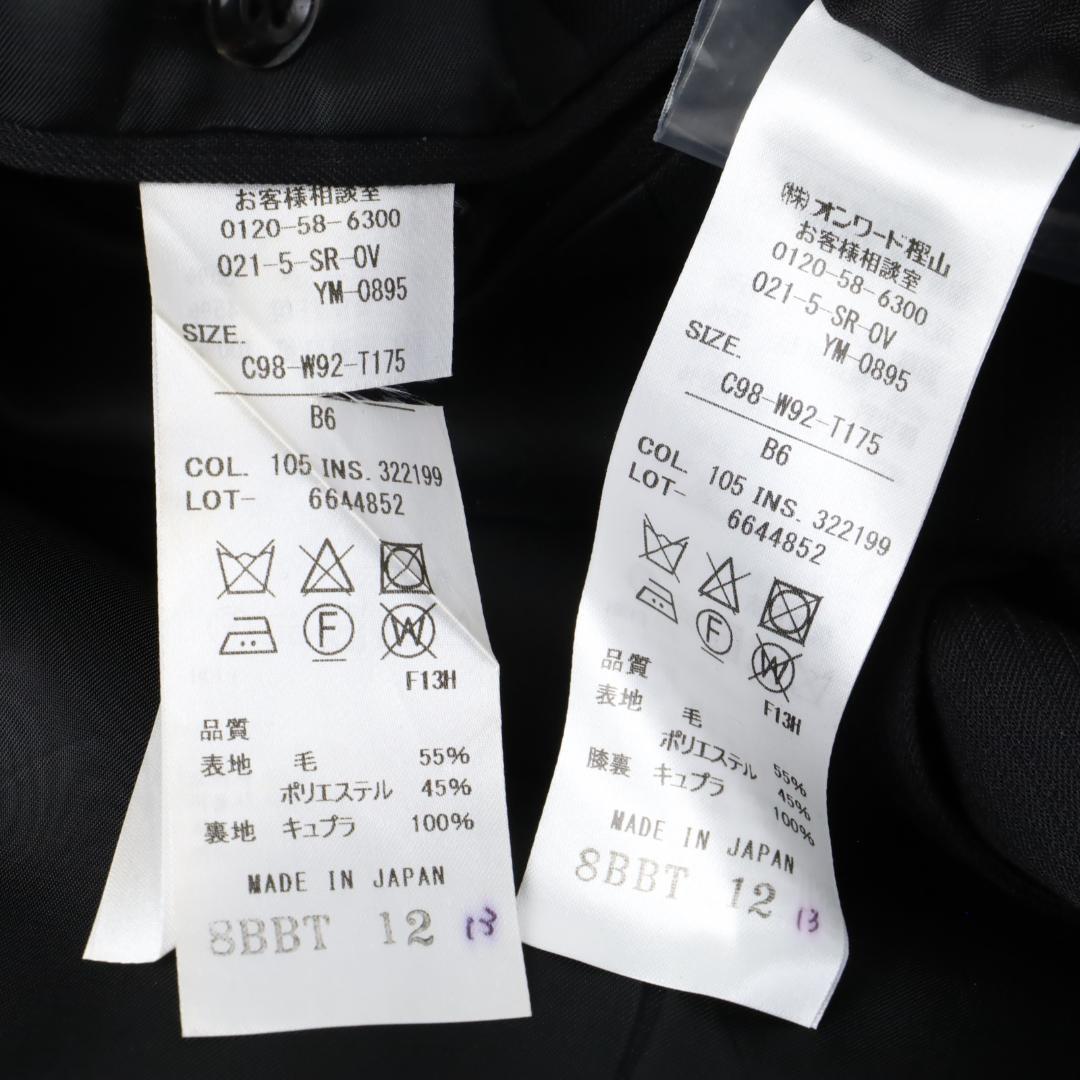 お客様相談室
0120-58-6300
021-5-SR-OV
YM-0895
SIZE.
C98-W92-T175
B6
COL. 105 INS. 322199
LOT- 6644852
F
W
F13H
品質
表地 毛 55%
ポリエステル 45%
裏地 キュプラ 100%
MADE IN JAPAN
8BBT 12 13
㈱オンワード樫山
お客様相談室
0120-58-6300
021-5-SR-OV
YM-0895
SIZE.
C98-W92-T175
B6
COL. 105 INS. 322199
LOT- 6644852
F
W
F13H
品質
表地 毛 55%
ポリエステル 45%
膝裏 キュプラ 100%
MADE IN JAPAN
8BBT 12 13